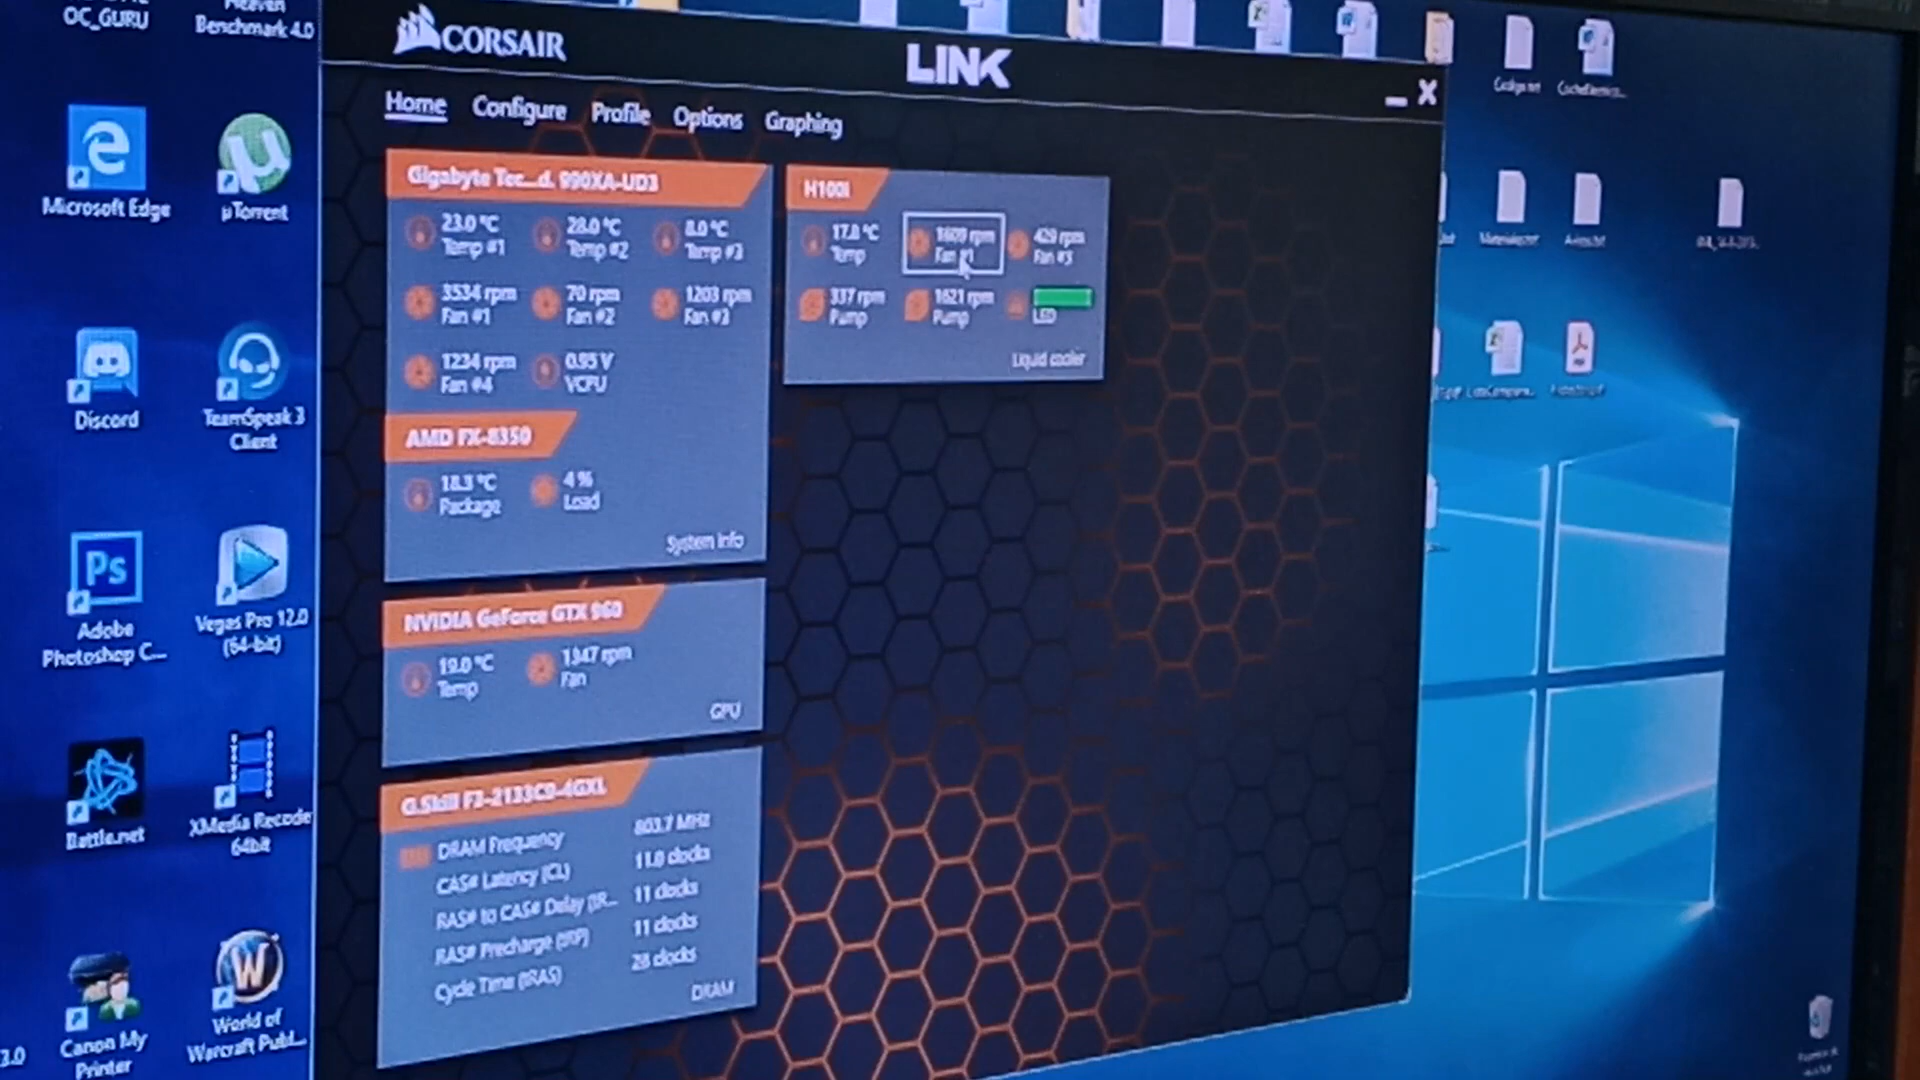 OC_GURU
Benchmark 4.0
Microsoft Edge
µTorrent
Discord
TeamSpeak 3
Client
Adobe
Photoshop C...
Vegas Pro 12.0
(64-bit)
Battle.net
XMedia Recode
64bit
3.0
Canon My
Printer
World of
Warcraft Publ...
CORSAIR
LINK
Home
Configure
Profile
Options
Graphing
Gigabyte Tec...d. 990XA-UD3
23.0 °C
Temp #1
28.0 °C
Temp #2
8.0 °C
Temp #3
3534 rpm
Fan #1
70 rpm
Fan #2
1203 rpm
Fan #3
1234 rpm
Fan #4
0.95 V
VCPU
AMD FX-8350
18.3 °C
Package
4 %
Load
System Info
NVIDIA GeForce GTX 960
19.0 °C
Temp
1347 rpm
Fan
GPU
G.Skill F3-2133C9-4GXL
DRAM Frequency
803.7 MHz
CAS# Latency (CL)
11.0 clocks
RAS# to CAS# Delay (tR...
11 clocks
RAS# Precharge (tRP)
11 clocks
Cycle Time (tRAS)
28 clocks
DRAM
H100i
17.8 °C
Temp
1609 rpm
Fan #1
429 rpm
Fan #3
337 rpm
Pump
1621 rpm
Pump
LED
Liquid cooler